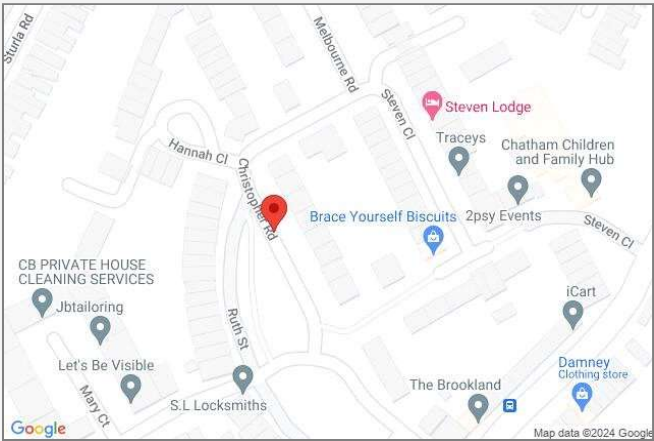 Sturla Rd
Melbourne Rd
Steven Cl
Steven Lodge
Traceys
Chatham Children
and Family Hub
Hannah Cl
Christopher Rd
Brace Yourself Biscuits
2psy Events
Steven Cl
CB PRIVATE HOUSE
CLEANING SERVICES
Jbtailoring
iCart
Ruth St
Let's Be Visible
Mary Ct
S.L Locksmiths
The Brookland
Damney
Clothing store
Google
Map data ©2024 Google